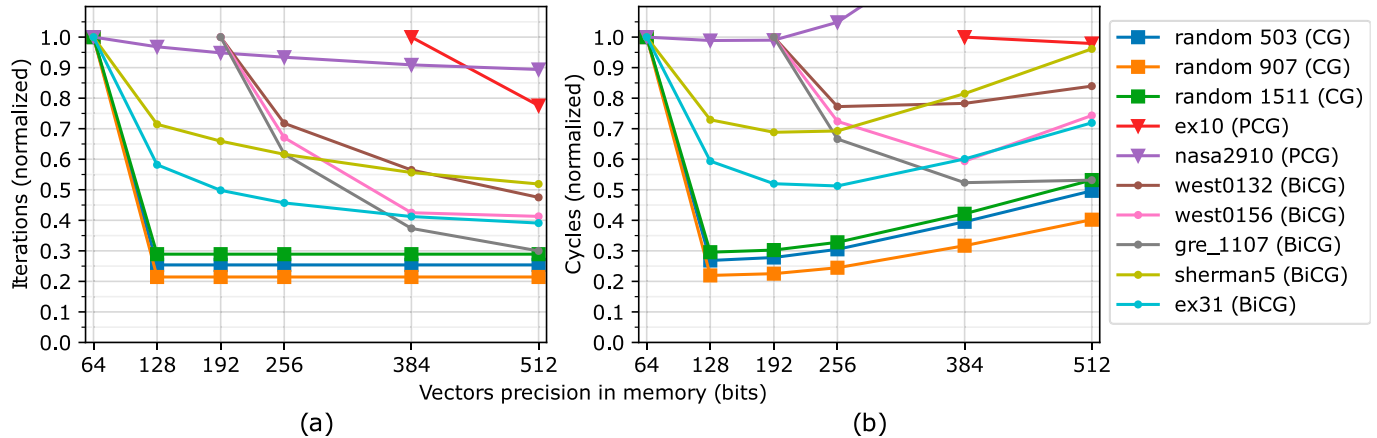 Iterations (normalized)
1.0
0.9
0.8
0.7
0.6
0.5
0.4
0.3
0.2
0.1
0.0
64 128 192 256 384 512
Cycles (normalized)
1.0
0.9
0.8
0.7
0.6
0.5
0.4
0.3
0.2
0.1
0.0
64 128 192 256 384 512
Vectors precision in memory (bits)
(a) (b)
random 503 (CG)
random 907 (CG)
random 1511 (CG)
ex10 (PCG)
nasa2910 (PCG)
west0132 (BiCG)
west0156 (BiCG)
gre_1107 (BiCG)
sherman5 (BiCG)
ex31 (BiCG)